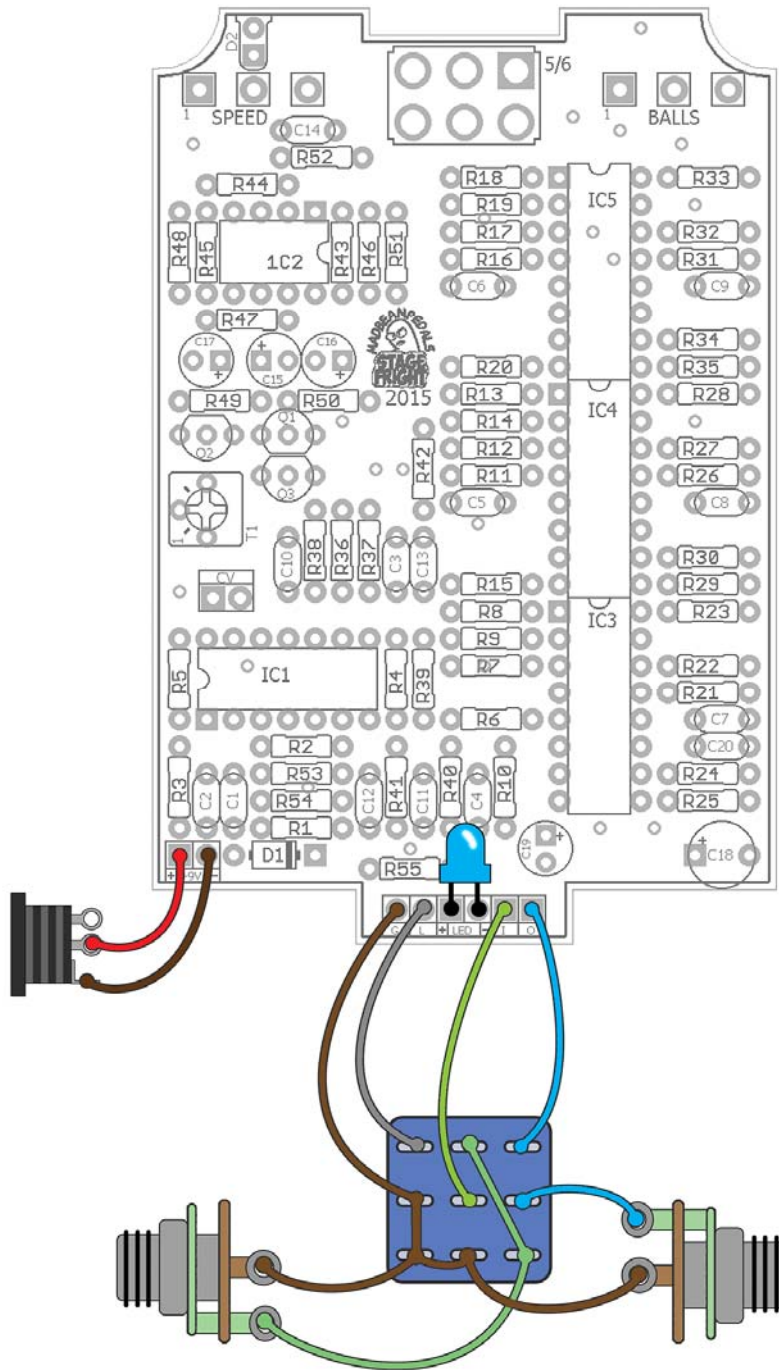 D2
5/6
1
SPEED
1
BALLS
C14
R52
R44
R18
IC5
R33
R19
R48
R45
1C2
R43
R46
R51
R17
R32
R16
R31
C6
C9
R47
MADBEANPEDALS
STAGE
FRIGHT
2015
C17
+
+
C15
C16
+
R34
R20
R35
R49
R50
R13
IC4
R28
Q2
Q1
R14
R42
R12
R27
Q3
R11
R26
1
T1
C5
C8
C10
R38
R36
R37
C3
C13
R30
CV
R15
R29
R8
IC3
R23
R9
R5
IC1
R4
R39
R7
R22
R21
R6
C7
R2
C20
R3
C2
C1
R53
C12
R41
C11
R40
C4
R10
R24
R54
R25
R1
D1
R55
C19
+
+
C18
+ 9V -
G L + LED - I O